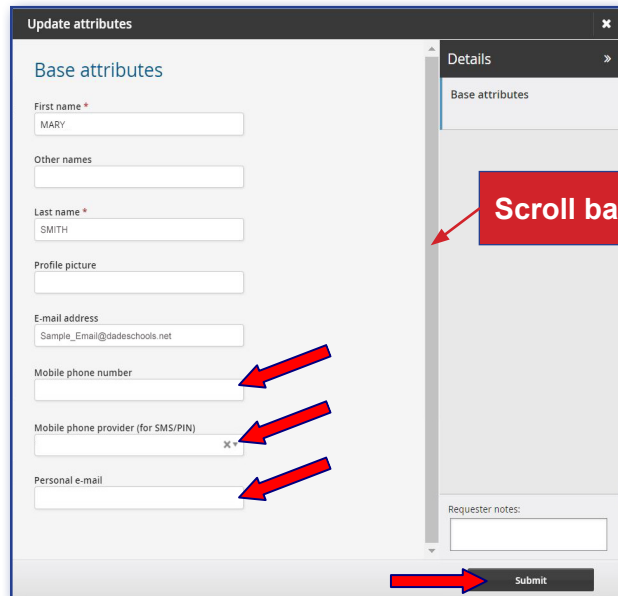 Update attributes
Base attributes
First name *
MARY
Other names
Last name *
SMITH
Profile picture
E-mail address
Sample_Email@dadeschools.net
Mobile phone number
Mobile phone provider (for SMS/PIN)
Personal e-mail
Details
Base attributes
Scroll ba
Requester notes:
Submit